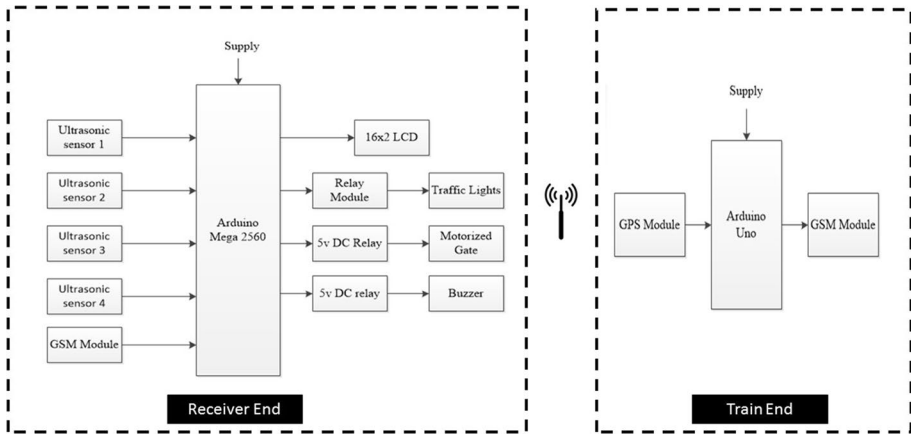 Supply
Ultrasonic
sensor 1
Ultrasonic
sensor 2
Ultrasonic
sensor 3
Ultrasonic
sensor 4
GSM Module
Arduino
Mega 2560
16x2 LCD
Relay
Module
Traffic Lights
5v DC Relay
Motorized
Gate
5v DC relay
Buzzer
Receiver End
Supply
GPS Module
Arduino
Uno
GSM Module
Train End